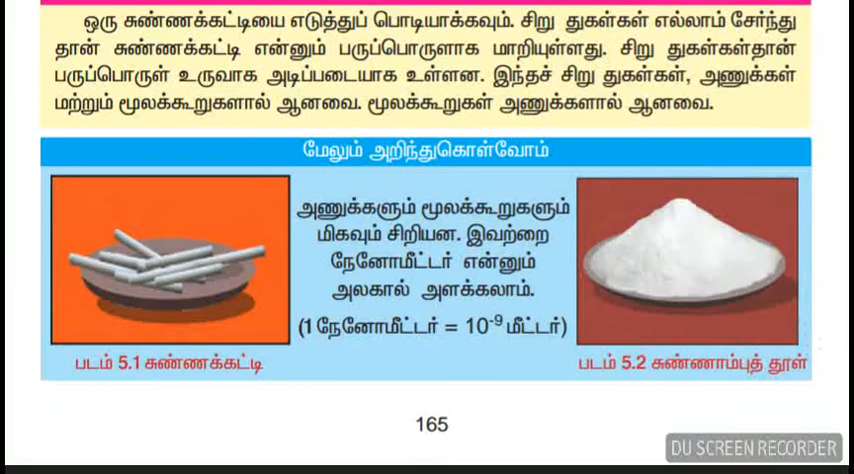 ஒரு சுண்ணக்கட்டியை எடுத்துப் பொடியாக்கவும். சிறு துகள்கள் எல்லாம் சேர்ந்து
தான் சுண்ணக்கட்டி என்னும் பருப்பொருளாக மாறியுள்ளது. சிறு துகள்கள்தான்
பருப்பொருள் உருவாக அடிப்படையாக உள்ளன. இந்தச் சிறு துகள்கள், அணுக்கள்
மற்றும் மூலக்கூறுகளால் ஆனவை. மூலக்கூறுகள் அணுக்களால் ஆனவை.
மேலும் அறிந்துகொள்வோம்
அணுக்களும் மூலக்கூறுகளும்
மிகவும் சிறியன. இவற்றை
நேனோமீட்டர் என்னும்
அலகால் அளக்கலாம்.
(1 நேனோமீட்டர் = 10⁻⁹ மீட்டர்)
படம் 5.1 சுண்ணக்கட்டி
படம் 5.2 சுண்ணாம்புத் தூள்
165
DU SCREEN RECORDER